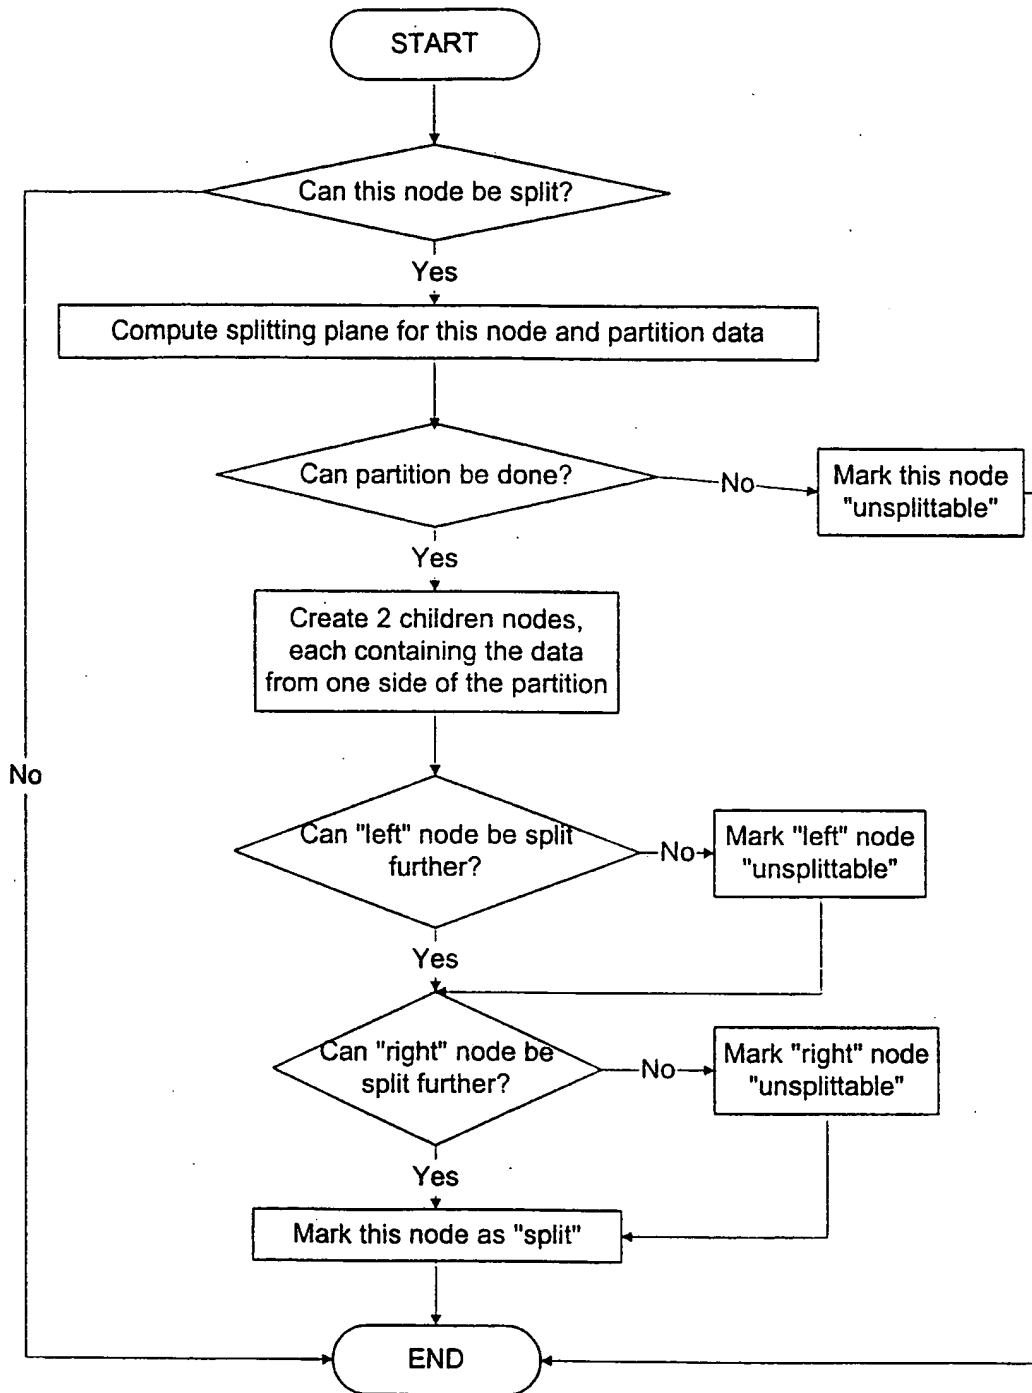 START
Can this node be split?
Yes
Compute splitting plane for this node and partition data
Can partition be done?
No
Mark this node
"unsplittable"
Yes
Create 2 children nodes,
each containing the data
from one side of the partition
No
Can "left" node be split
further?
No
Mark "left" node
"unsplittable"
Yes
Can "right" node be
split further?
No
Mark "right" node
"unsplittable"
Yes
Mark this node as "split"
END